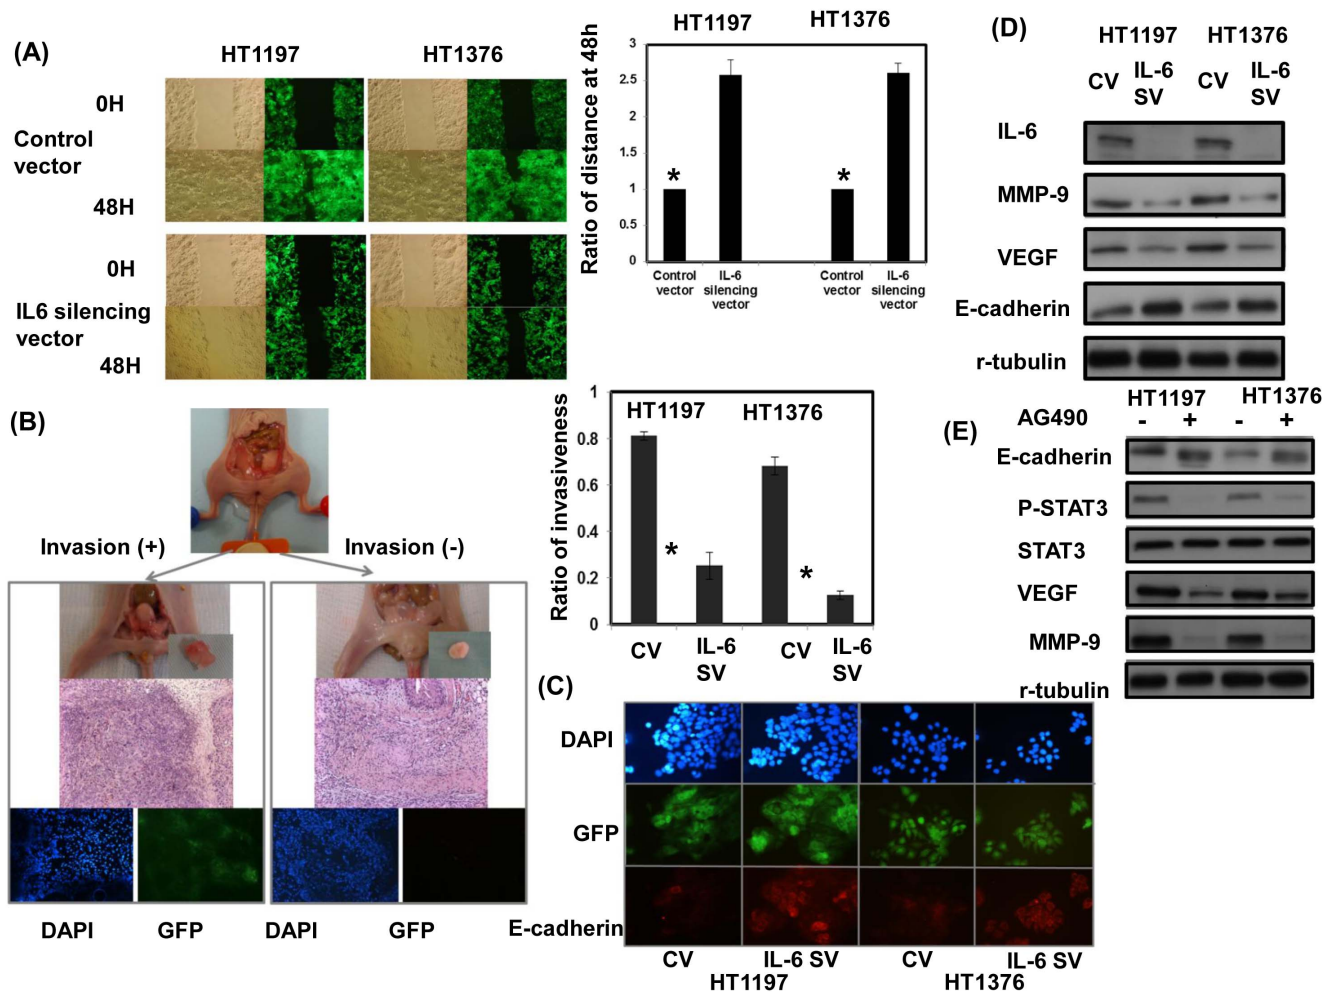 (A)
HT1197
HT1376
0H
Control
vector
48H
0H
IL6 silencing
vector
48H
HT1197
HT1376
Ratio of distance at 48h
3
2.5
2
1.5
1
0.5
0
*
*
Control
vector
IL-6
silencing
vector
Control
vector
IL-6
silencing
vector
(B)
Invasion (+)
Invasion (-)
DAPI
GFP
DAPI
GFP
HT1197
HT1376
Ratio of invasiveness
1
0.8
0.6
0.4
0.2
0
*
*
CV
IL-6
SV
CV
IL-6
SV
(C)
DAPI
GFP
E-cadherin
CV
IL-6 SV
CV
IL-6 SV
HT1197
HT1376
(D)
HT1197
HT1376
CV
IL-6
SV
CV
IL-6
SV
IL-6
MMP-9
VEGF
E-cadherin
r-tubulin
(E)
HT1197
HT1376
AG490
-
+
-
+
E-cadherin
P-STAT3
STAT3
VEGF
MMP-9
r-tubulin